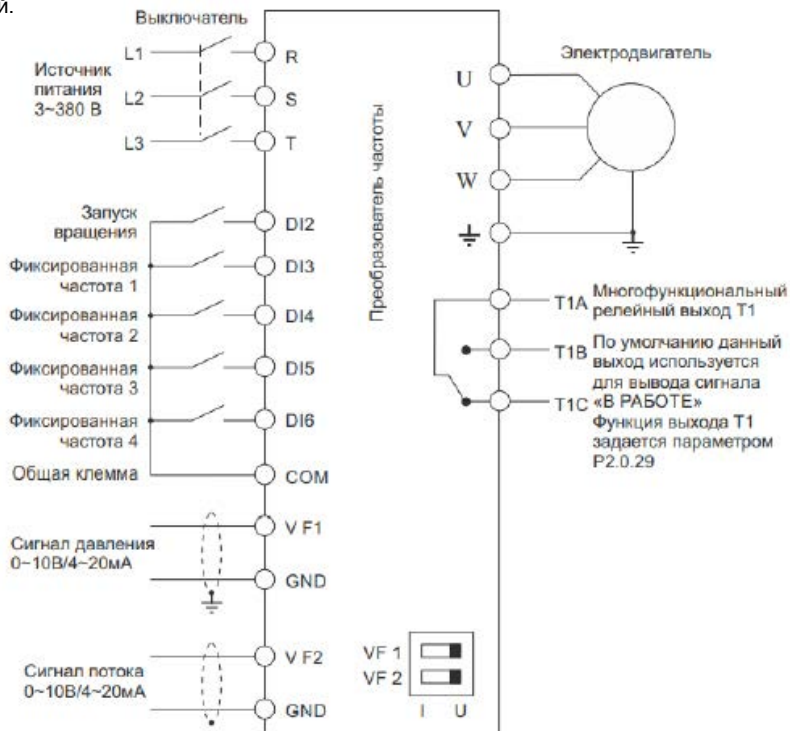 й.
Выключатель
L1
R
Источник
питания
3~380 В
L2
S
L3
T
Запуск
вращения
DI2
Фиксированная
частота 1
DI3
Фиксированная
частота 2
DI4
Фиксированная
частота 3
DI5
Фиксированная
частота 4
DI6
Общая клемма
COM
Сигнал давления
0~10В/4~20мА
V F1
GND
Сигнал потока
0~10В/4~20мА
V F2
GND
Преобразователь частоты
VF 1
VF 2
I U
Электродвигатель
U
V
W
T1A
Многофункциональный
релейный выход T1
T1B
По умолчанию данный
выход используется
для вывода сигнала
T1C
«В РАБОТЕ»
Функция выхода T1
задается параметром
P2.0.29